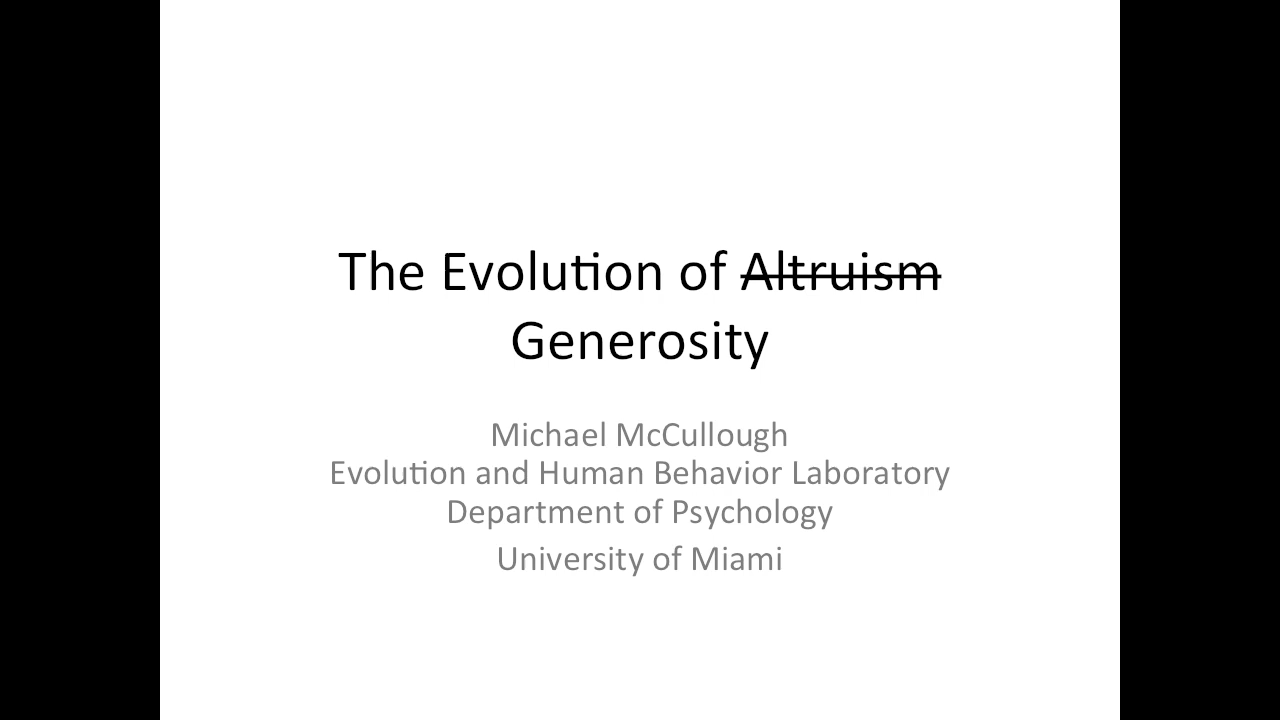 The Evolution of Altruism
Generosity
Michael McCullough
Evolution and Human Behavior Laboratory
Department of Psychology
University of Miami